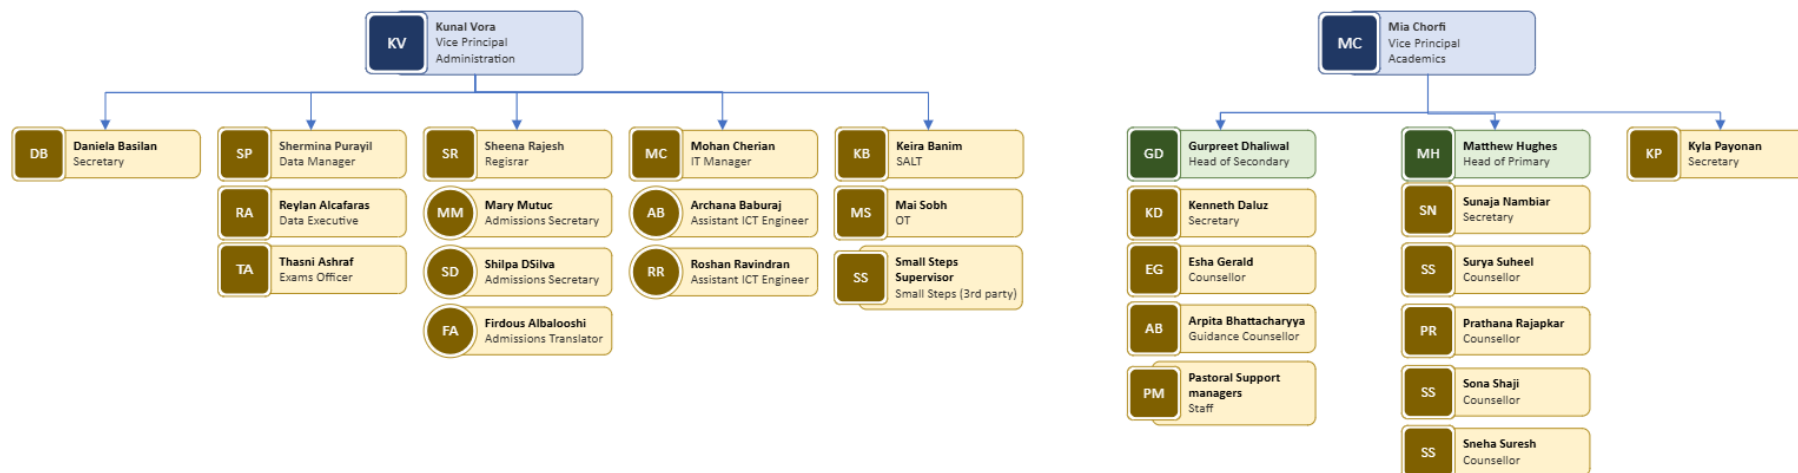 KV
Kunal Vora
Vice Principal
Administration
DB
Daniela Basilan
Secretary
SP
Shermina Purayil
Data Manager
RA
Reylan Alcafaras
Data Executive
TA
Thasni Ashraf
Exams Officer
SR
Sheena Rajesh
Regisrar
MM
Mary Mutuc
Admissions Secretary
SD
Shilpa DSilva
Admissions Secretary
FA
Firdous Albalooshi
Admissions Translator
MC
Mohan Cherian
IT Manager
AB
Archana Baburaj
Assistant ICT Engineer
RR
Roshan Ravindran
Assistant ICT Engineer
KB
Keira Banim
SALT
MS
Mai Sobh
OT
SS
Small Steps
Supervisor
Small Steps (3rd party)
MC
Mia Chorfi
Vice Principal
Academics
GD
Gurpreet Dhaliwal
Head of Secondary
KD
Kenneth Daluz
Secretary
EG
Esha Gerald
Counsellor
AB
Arpita Bhattacharyya
Guidance Counsellor
PM
Pastoral Support
managers
Staff
MH
Matthew Hughes
Head of Primary
SN
Sunaja Nambiar
Secretary
SS
Surya Suheel
Counsellor
PR
Prathana Rajapkar
Counsellor
SS
Sona Shaji
Counsellor
SS
Sneha Suresh
Counsellor
KP
Kyla Payonan
Secretary